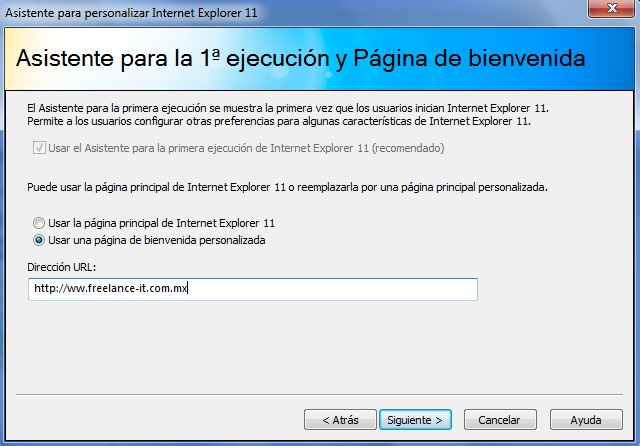 Asistente para personalizar Internet Explorer 11
Asistente para la 1ª ejecución y Página de bienvenida
El Asistente para la primera ejecución se muestra la primera vez que los usuarios inician Internet Explorer 11.
Permite a los usuarios configurar otras preferencias para algunas características de Internet Explorer 11.
Usar el Asistente para la primera ejecución de Internet Explorer 11 (recomendado)
Puede usar la página principal de Internet Explorer 11 o reemplazarla por una página principal personalizada.
Usar la página principal de Internet Explorer 11
Usar una página de bienvenida personalizada
Dirección URL:
http://ww.freelance-it.com.mx
< Atrás Siguiente > Cancelar Ayuda